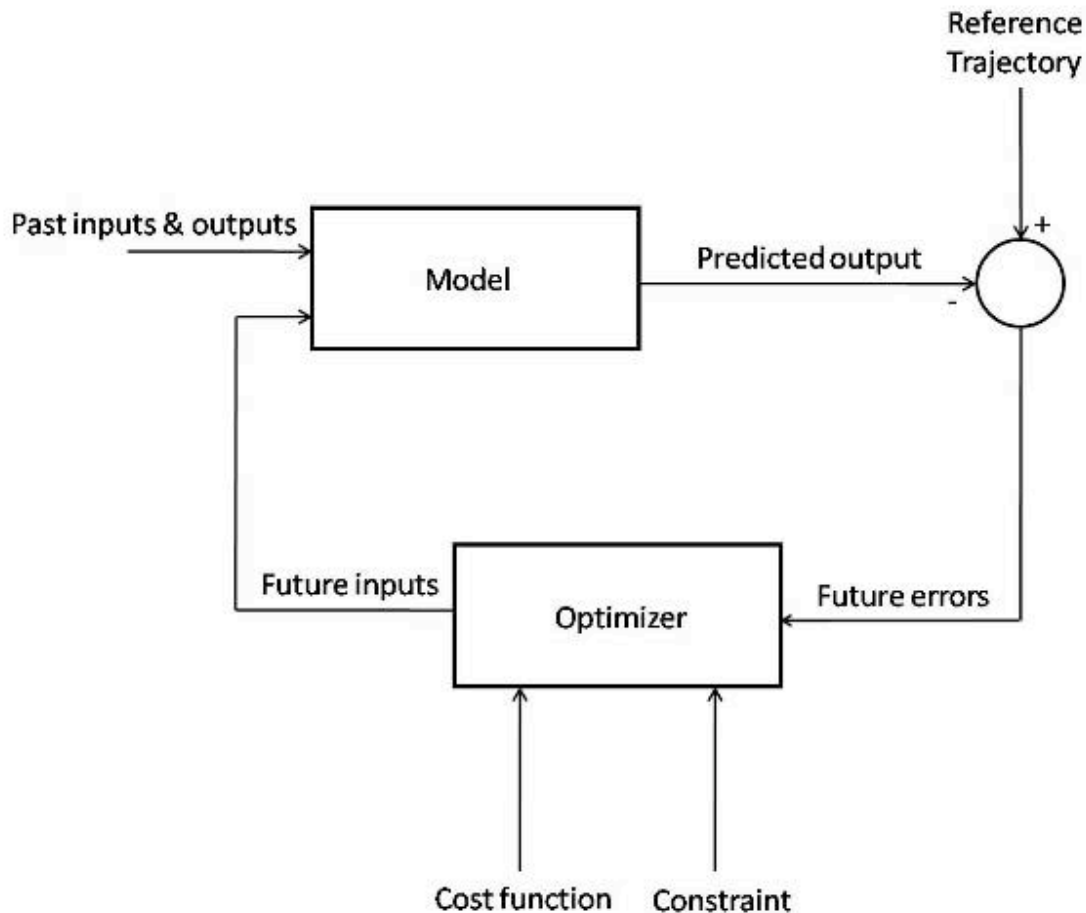 Reference
Trajectory
Past inputs & outputs
+
Model
Predicted output
-
Future inputs
Optimizer
Future errors
Cost function
Constraint